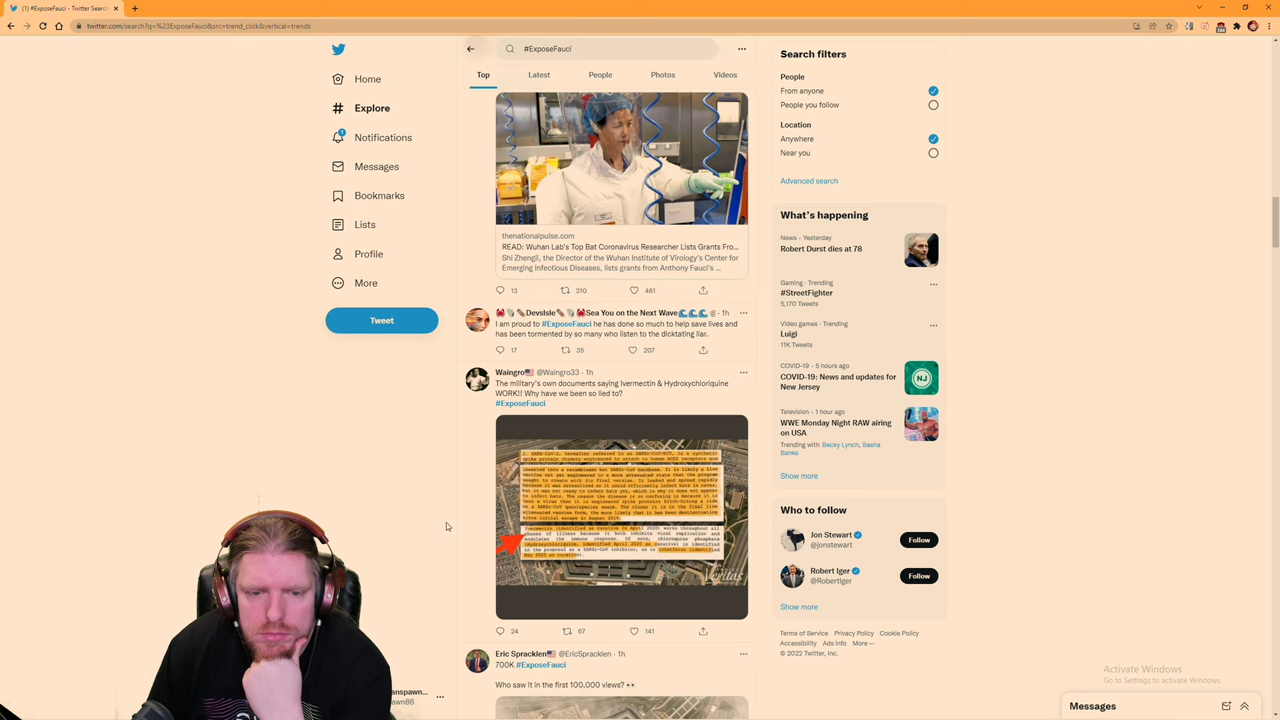 (1) #ExposeFauci - Twitter Search
twitter.com/search?q=%23ExposeFauci&src=trend_click&vertical=trends
Home
Explore
Notifications
Messages
Bookmarks
Lists
Profile
More
Tweet
#ExposeFauci
Top
Latest
People
Photos
Videos
thenationalpulse.com
READ: Wuhan Lab's Top Bat Coronavirus Researcher Lists Grants Fro...
Shi Zhengli, the Director of the Wuhan Institute of Virology's Center for
Emerging Infectious Diseases, lists grants from Anthony Fauci's ...
13 310 461
DevsIsle Sea You on the Next Wave @ · 1h
I am proud to #ExposeFauci he has done so much to help save lives and
has been tormented by so many who listen to the dicktating liar.
17 35 207
Waingro @Waingro33 · 1h
The military's own documents saying Ivermectin & Hydroxychloriquine
WORK!! Why have we been so lied to?
#ExposeFauci
Veritas
24 67 141
Eric Spracklen @EricSpracklen · 1h
700K #ExposeFauci
Who saw it in the first 100,000 views?
Search filters
People
From anyone
People you follow
Location
Anywhere
Near you
Advanced search
What's happening
News · Yesterday
Robert Durst dies at 78
Gaming · Trending
#StreetFighter
5,170 Tweets
Video games · Trending
Luigi
11K Tweets
COVID-19 · 5 hours ago
COVID-19: News and updates for
New Jersey
NJ
Television · 1 hour ago
WWE Monday Night RAW airing
on USA
Trending with Becky Lynch, Sasha
Banks
Show more
Who to follow
Jon Stewart
@jonstewart
Follow
Robert Iger
@RobertIger
Follow
Show more
Terms of Service Privacy Policy Cookie Policy
Accessibility Ads info More ···
© 2022 Twitter, Inc.
Activate Windows
Go to Settings to activate Windows.
Messages